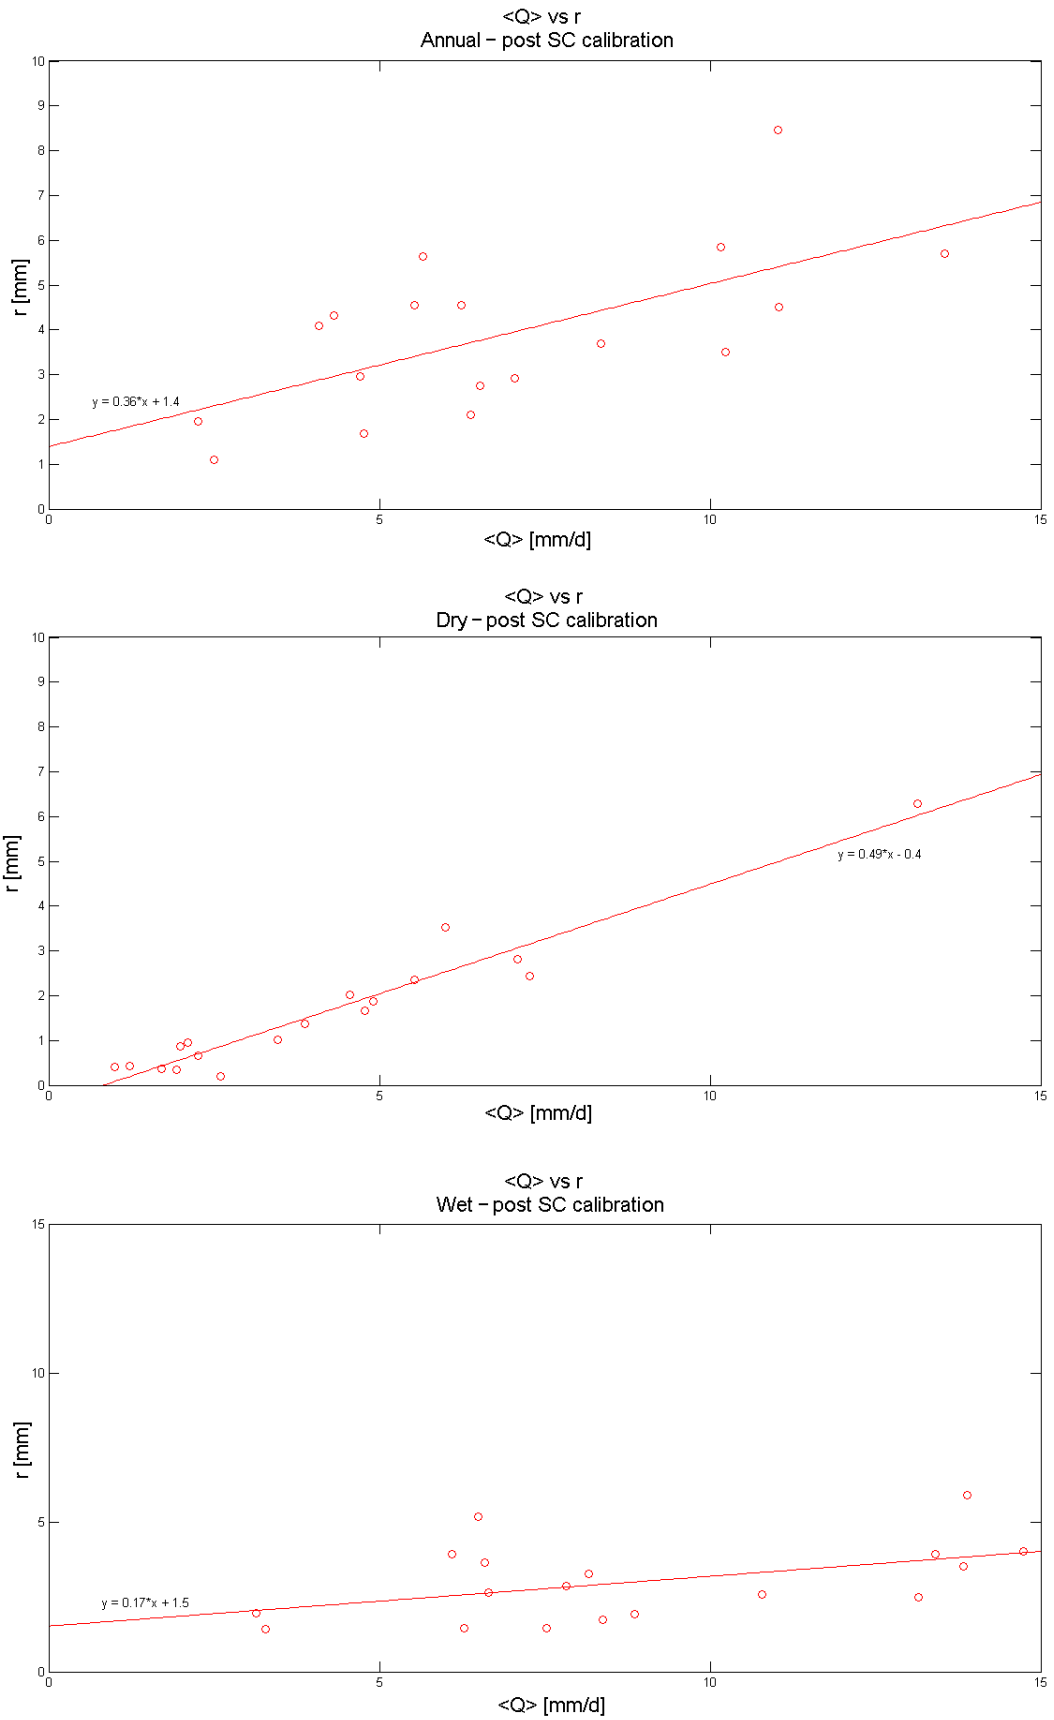 <Q> vs r
Annual – post SC calibration
10
9
8
7
6
5
4
3
2
1
0
r [mm]
y = 0.36*x + 1.4
0 5 10 15
<Q> [mm/d]
<Q> vs r
Dry – post SC calibration
10
9
8
7
6
5
4
3
2
1
0
r [mm]
y = 0.49*x - 0.4
0 5 10 15
<Q> [mm/d]
<Q> vs r
Wet – post SC calibration
15
10
5
0
r [mm]
y = 0.17*x + 1.5
0 5 10 15
<Q> [mm/d]